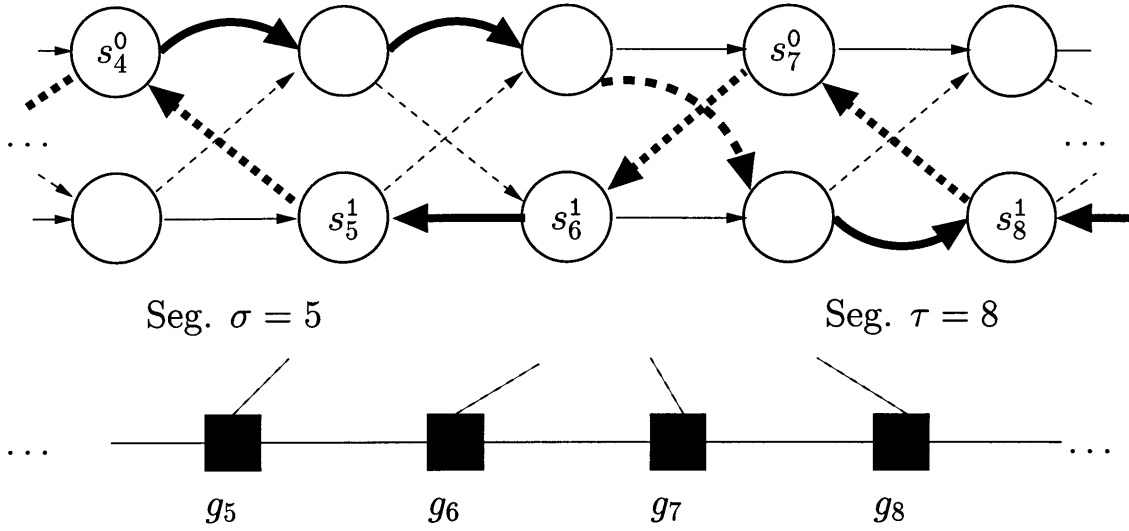 s_4^0 s_7^0
... ...
s_5^1 s_6^1 s_8^1
Seg. σ = 5 Seg. τ = 8
... ...
g_5 g_6 g_7 g_8